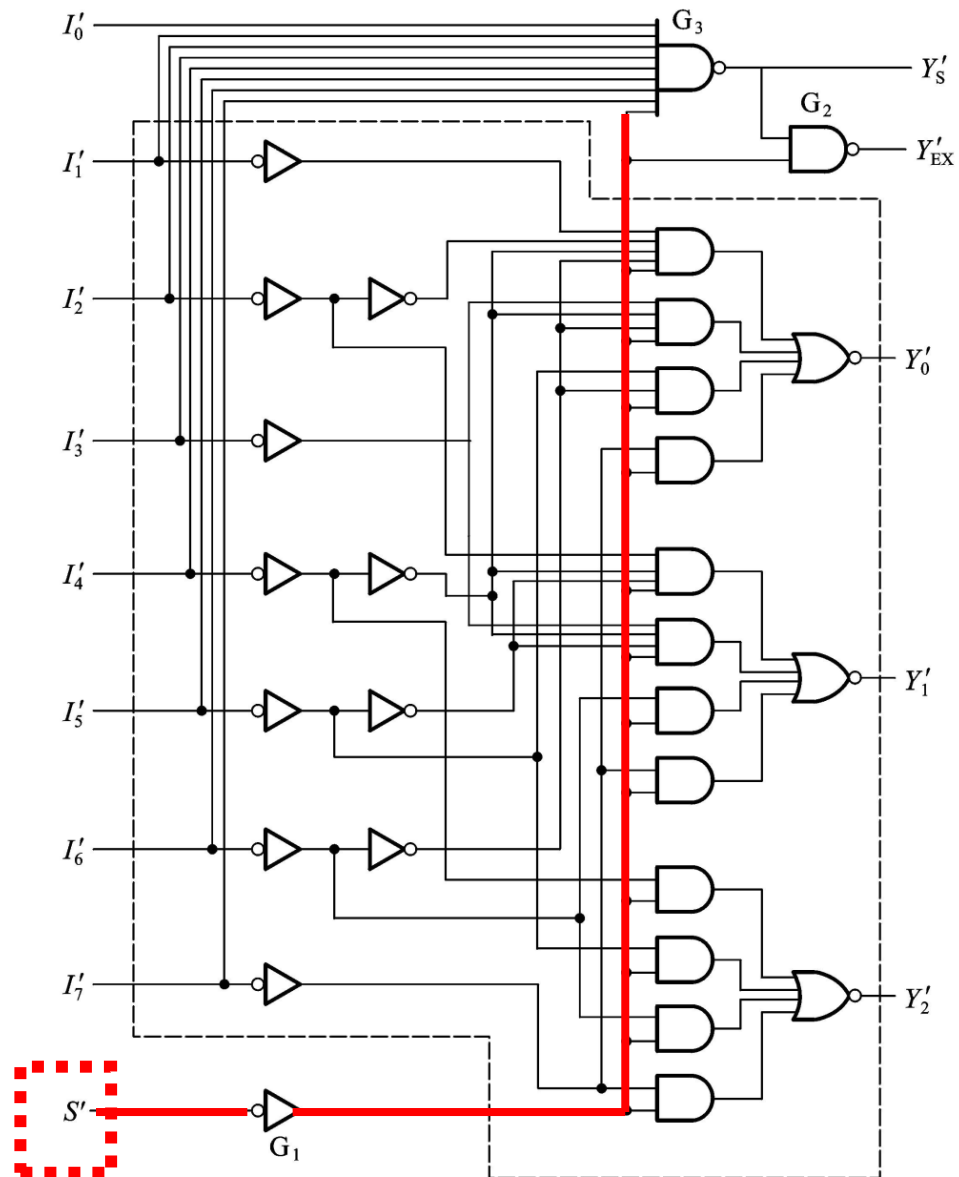 I′₀
G₃
Y′S
G₂
I′₁
Y′EX
I′₂
Y′₀
I′₃
I′₄
Y′₁
I′₅
I′₆
I′₇
Y′₂
S′
G₁